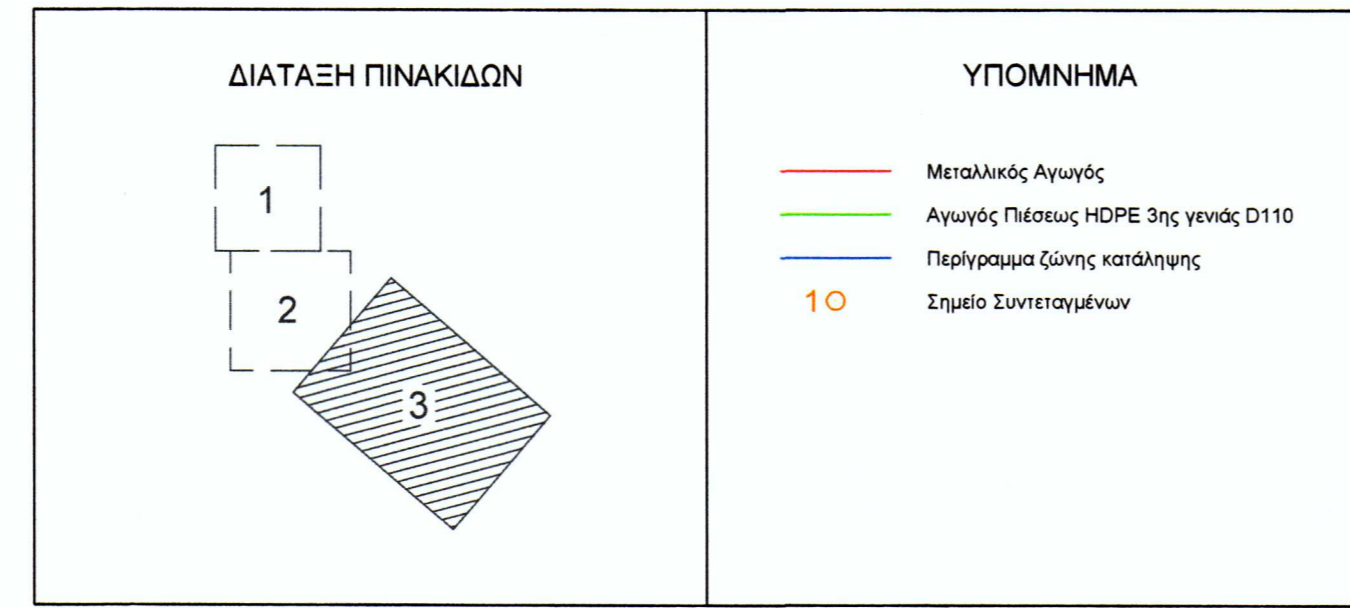 ΔΙΑΤΑΞΗ ΠΙΝΑΚΙΔΩΝ
1
2
3
ΥΠΟΜΝΗΜΑ
Μεταλλικός Αγωγός
Αγωγός Πιέσεως HDPE 3ης γενιάς D110
Περίγραμμα ζώνης κατάληψης
1 Σημείο Συντεταγμένων